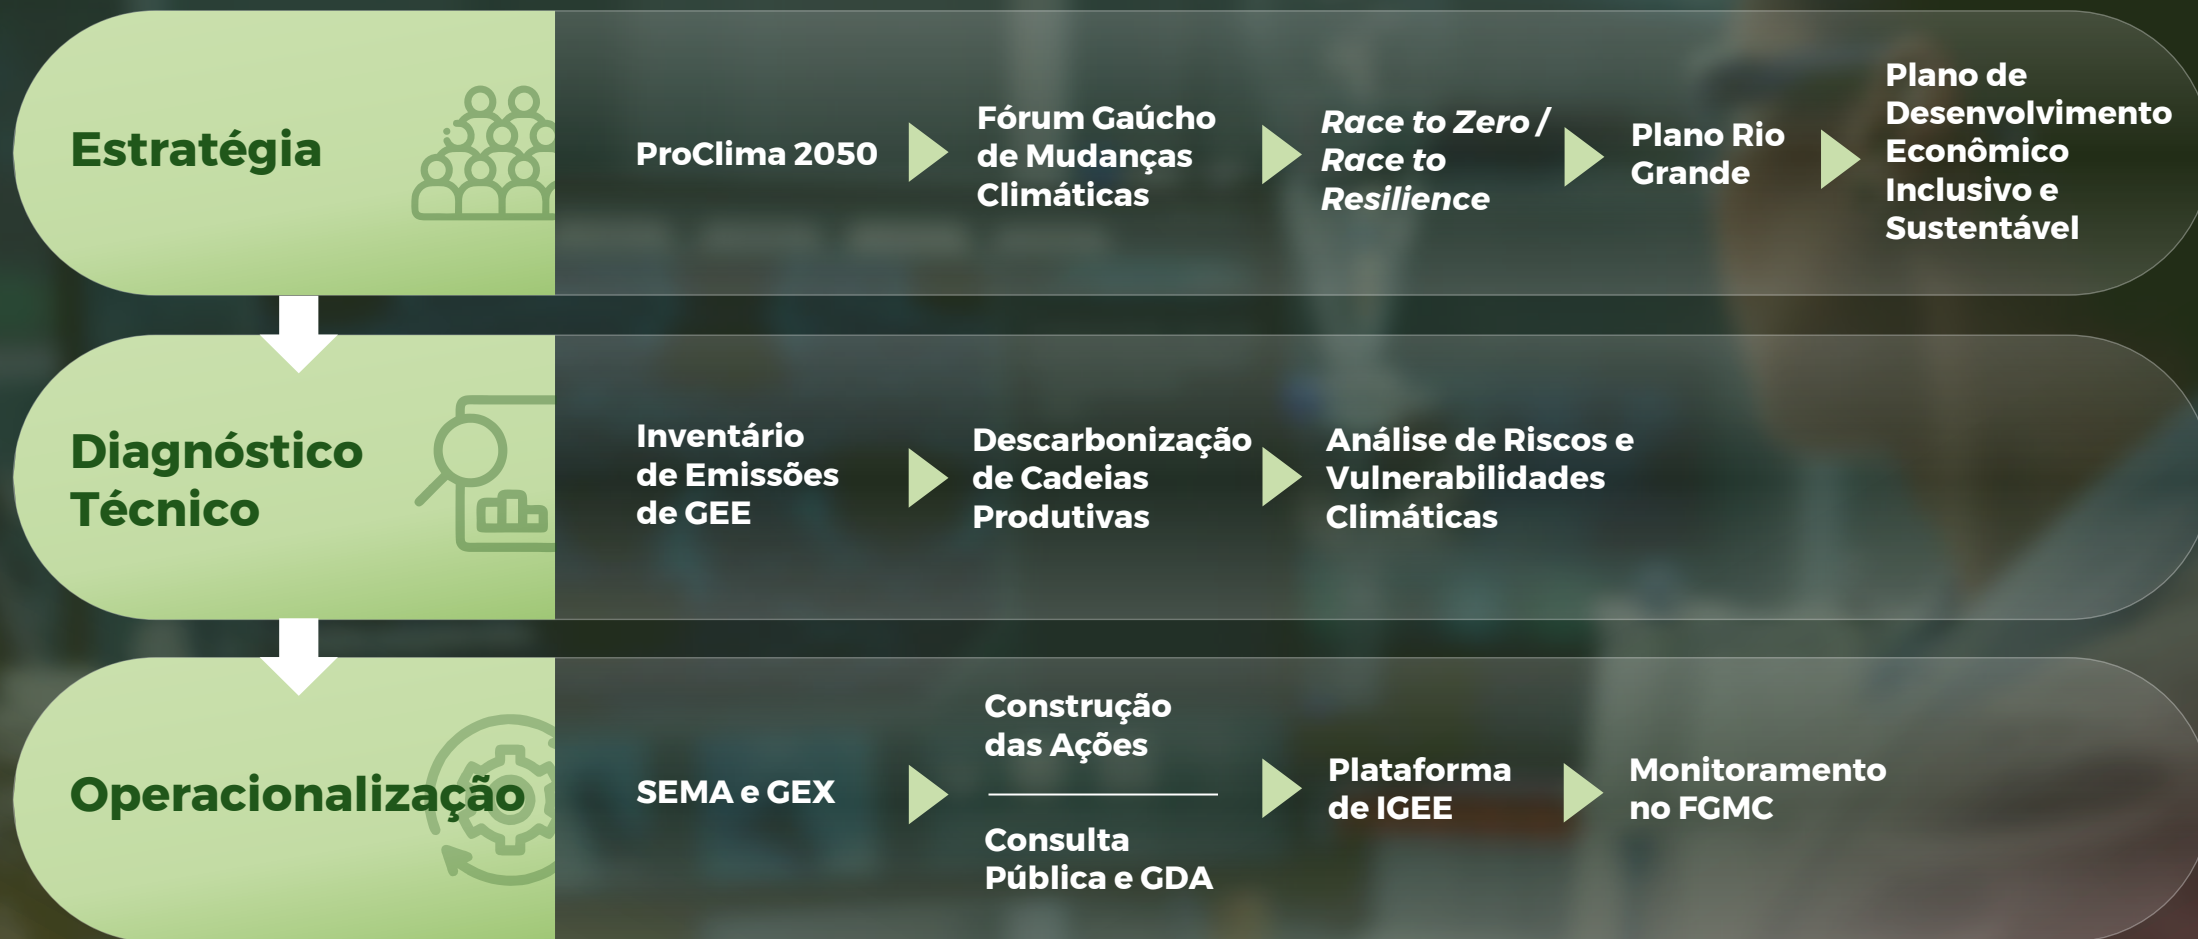 Estratégia
ProClima 2050
Fórum Gaúcho
de Mudanças
Climáticas
Race to Zero /
Race to
Resilience
Plano Rio
Grande
Plano de
Desenvolvimento
Econômico
Inclusivo e
Sustentável
Diagnóstico
Técnico
Inventário
de Emissões
de GEE
Descarbonização
de Cadeias
Produtivas
Análise de Riscos e
Vulnerabilidades
Climáticas
Operacionalização
SEMA e GEX
Construção
das Ações
Consulta
Pública e GDA
Plataforma
de IGEE
Monitoramento
no FGMC